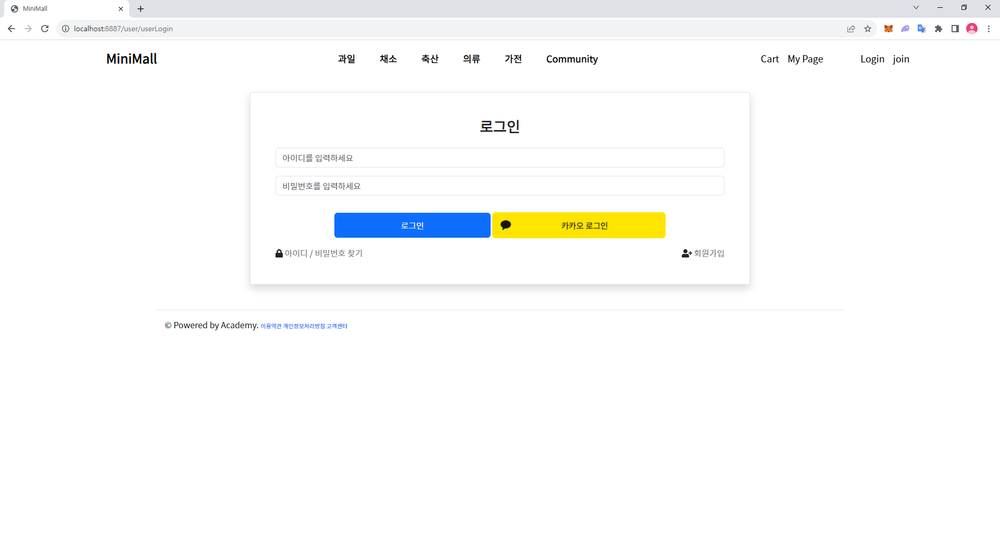 MiniMall
localhost:8887/user/userLogin
MiniMall 과일 채소 축산 의류 가전 Community Cart My Page Login join
로그인
아이디를 입력하세요
비밀번호를 입력하세요
로그인 카카오 로그인
아이디 / 비밀번호 찾기 회원가입
© Powered by Academy. 이용약관 개인정보처리방침 고객센터